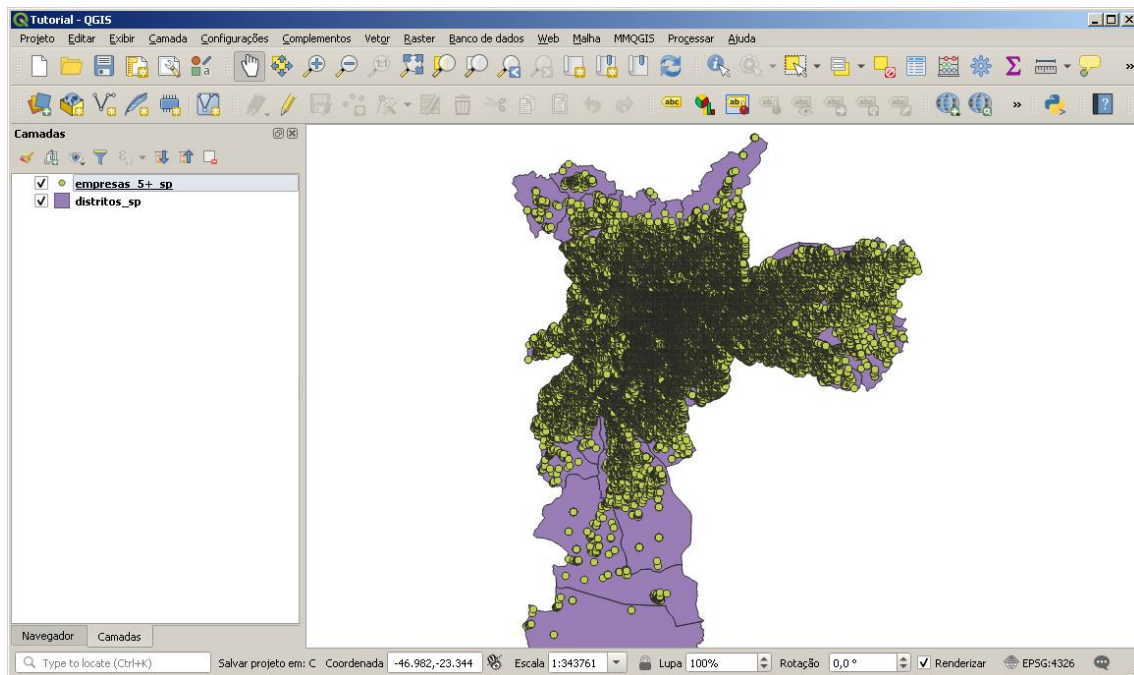 Tutorial - QGIS
Projeto Editar Exibir Camada Configurações Complementos Vetor Raster Banco de dados Web Malha MMQGIS Processar Ajuda
abc
Camadas
empresas_5+_sp
distritos_sp
Navegador Camadas
Type to locate (Ctrl+K) Salvar projeto em: C Coordenada -46.982,-23.344 Escala 1:343761 Lupa 100% Rotação 0,0 ° Renderizar EPSG:4326